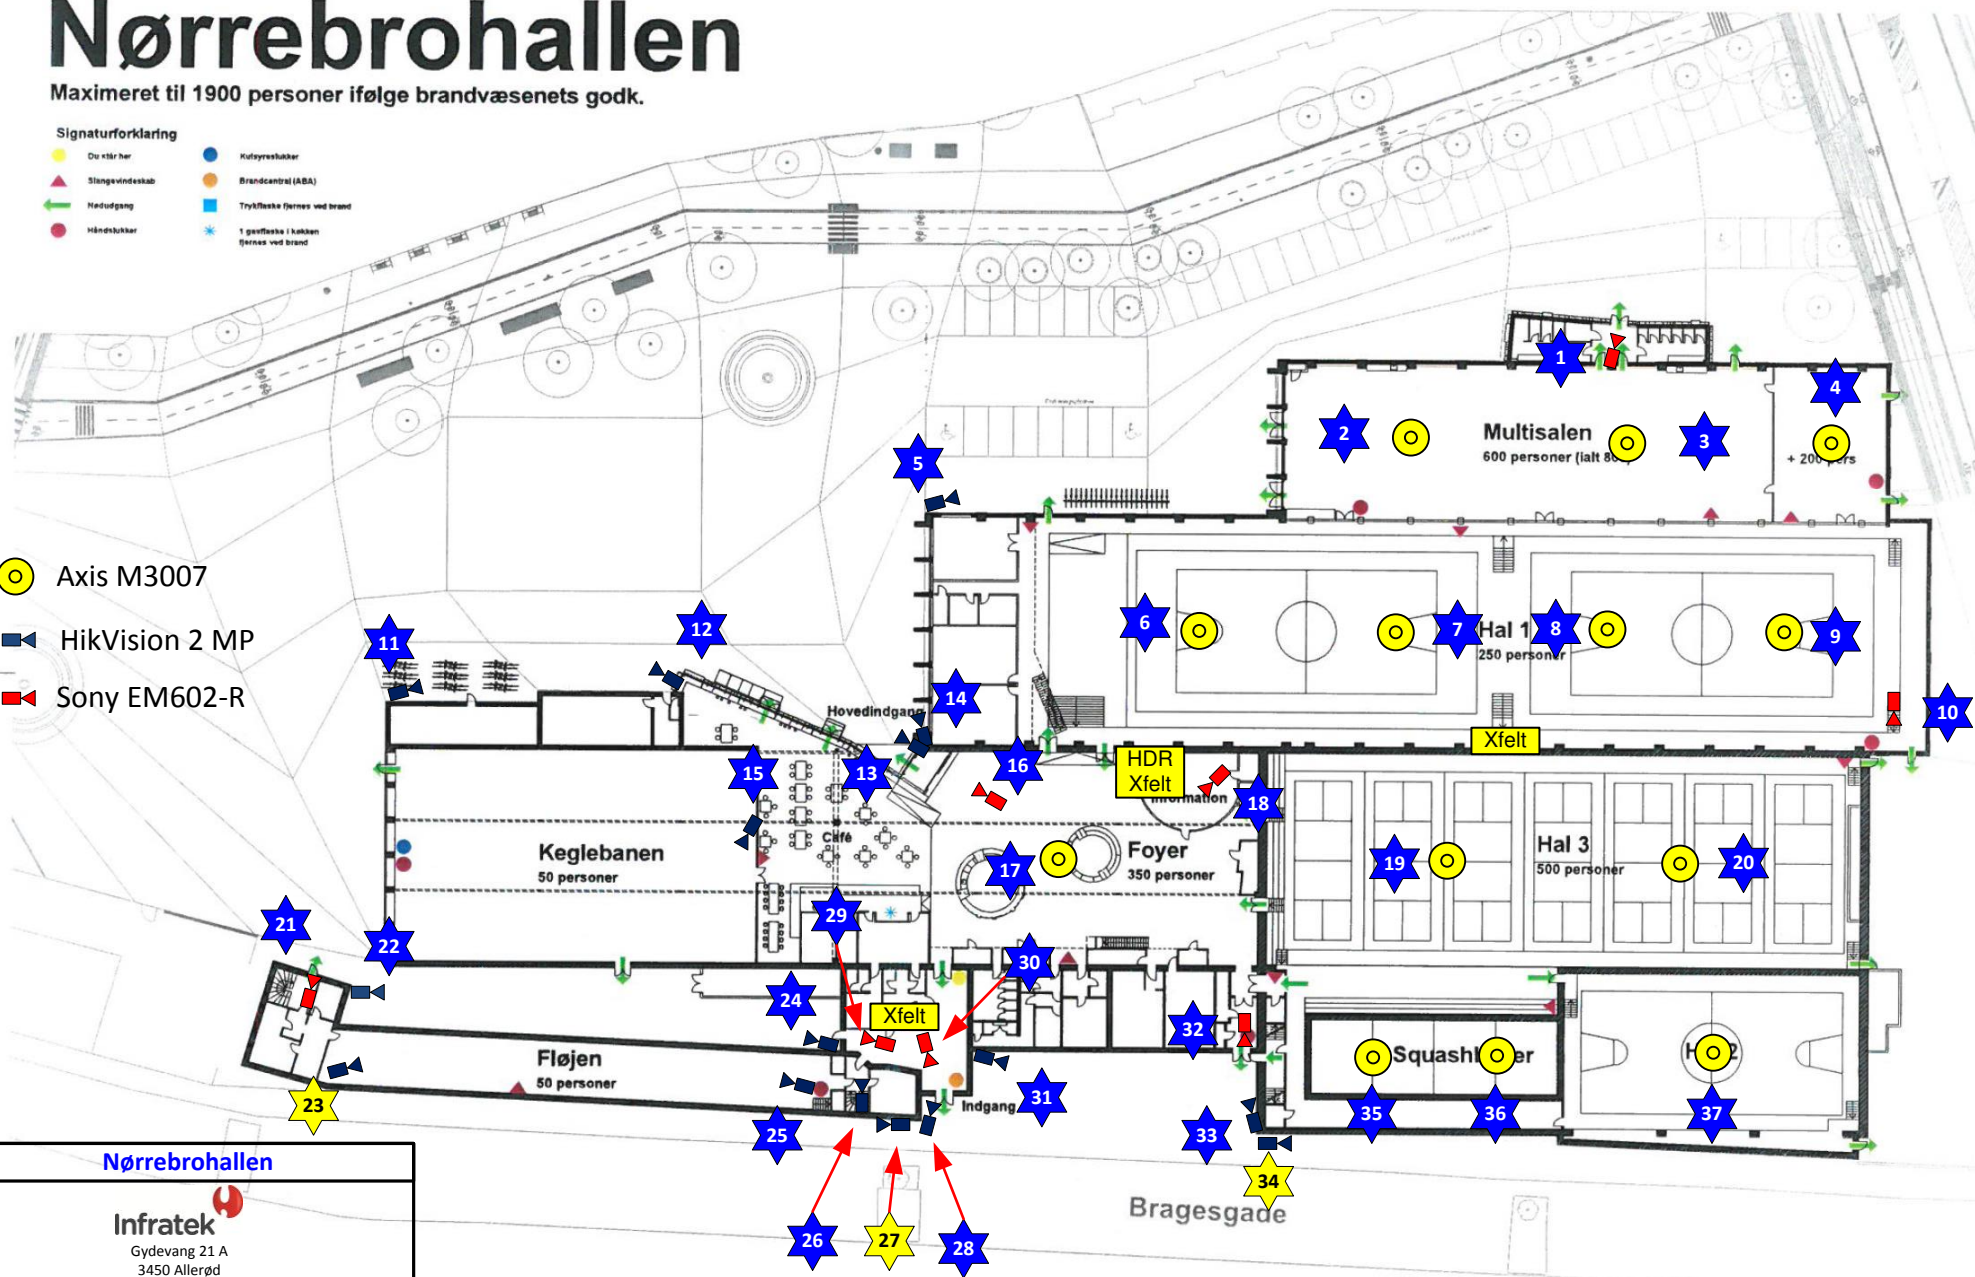 Nørrebrohallen
Maximeret til 1900 personer ifølge brandvæsenets godk.
Signaturforklaring
Du står her
Kulsyreslukker
Slangevindeskab
Brandcentral (ABA)
Nødudgang
Trykflaske fjernes ved brand
Håndslukker
1 gasflaske i køkken
fjernes ved brand
Axis M3007
HikVision 2 MP
Sony EM602-R
1
2
3
4
Multisalen
600 personer (ialt 80
+ 200 pers
5
6
7
Hal 1
8
9
250 personer
10
11
12
13
14
Hovedindgang
15
16
HDR
Xfelt
Xfelt
Information
18
Café
Keglebanen
50 personer
17
Foyer
350 personer
19
Hal 3
500 personer
20
21
22
29
30
24
Xfelt
32
Fløjen
50 personer
23
25
Indgang
31
33
Squash
35
36
37
34
26
27
28
Bragesgade
Nørrebrohallen
Infratek
Gydevang 21 A
3450 Allerød